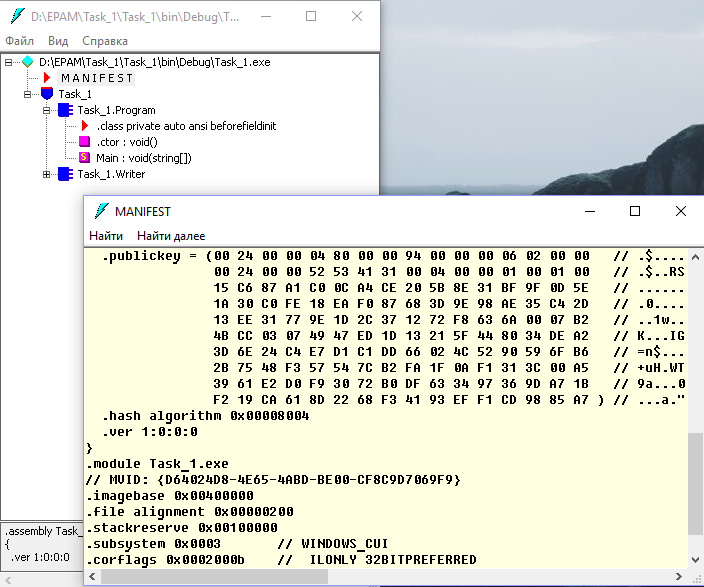 D:\EPAM\Task_1\Task_1\bin\Debug\T...
Файл Вид Справка
D:\EPAM\Task_1\Task_1\bin\Debug\Task_1.exe
MANIFEST
Task_1
Task_1.Program
.class private auto ansi beforefieldinit
.ctor : void()
Main : void(string[])
Task_1.Writer
.assembly Task_
{
.ver 1:0:0:0
MANIFEST
Найти Найти далее
.publickey = (00 24 00 00 04 80 00 00 94 00 00 00 06 02 00 00 // .$.....
00 24 00 00 52 53 41 31 00 04 00 00 01 00 01 00 // .$..RS
15 C6 87 A1 C0 0C A4 CE 20 5B 8E 31 BF 9F 0D 5E // ......
1A 30 C0 FE 18 EA F0 87 68 3D 9E 98 AE 35 C4 2D // .0....
13 EE 31 77 9E 1D 2C 37 12 72 F8 63 6A 00 07 B2 // ..1w..
4B CC 03 07 49 47 ED 1D 13 21 5F 44 80 34 DE A2 // K...IG
3D 6E 24 C4 E7 D1 C1 DD 66 02 4C 52 90 59 6F B6 // =n$...
2B 75 48 F3 57 54 7C B2 FA 1F 0A F1 31 3C 00 A5 // +uH.WT
39 61 E2 D0 F9 30 72 B0 DF 63 34 97 36 9D A7 1B // 9a...0
F2 19 CA 61 8D 22 68 F3 41 93 EF F1 CD 98 85 A7 ) // ...a."
.hash algorithm 0x00008004
.ver 1:0:0:0
}
.module Task_1.exe
// MVID: {D64024D8-4E65-4ABD-BE00-CF8C9D7069F9}
.imagebase 0x00400000
.file alignment 0x00000200
.stackreserve 0x00100000
.subsystem 0x0003 // WINDOWS_CUI
.corflags 0x0002000b // ILONLY 32BITPREFERRED